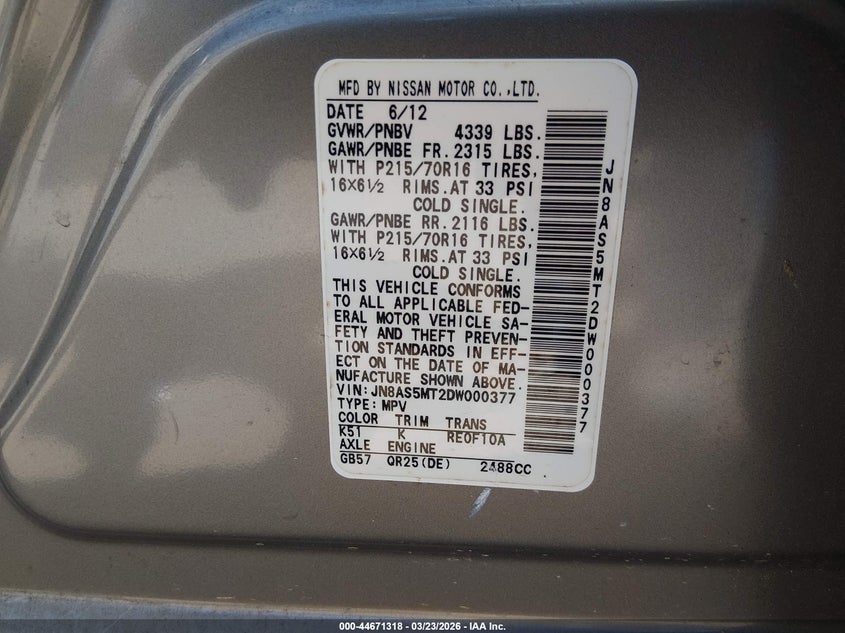 MFD BY NISSAN MOTOR CO.,LTD.
DATE 6/12
GVWR/PNBV 4339 LBS.
GAWR/PNBE FR. 2315 LBS.
WITH P215/70R16 TIRES,
16X6½ RIMS.AT 33 PSI
COLD SINGLE.
GAWR/PNBE RR. 2116 LBS.
WITH P215/70R16 TIRES,
16X6½ RIMS.AT 33 PSI
COLD SINGLE.
THIS VEHICLE CONFORMS
TO ALL APPLICABLE FED-
ERAL MOTOR VEHICLE SA-
FETY AND THEFT PREVEN-
TION STANDARDS IN EFF-
ECT ON THE DATE OF MA-
NUFACTURE SHOWN ABOVE.
VIN:JN8AS5MT2DW000377
TYPE:MPV
COLOR TRIM TRANS
K51 K RE0F10A
AXLE ENGINE
GB57 QR25(DE) 2488CC
JN8AS5MT2DW000377
000-44671318 - 03/23/2026 - IAA Inc.